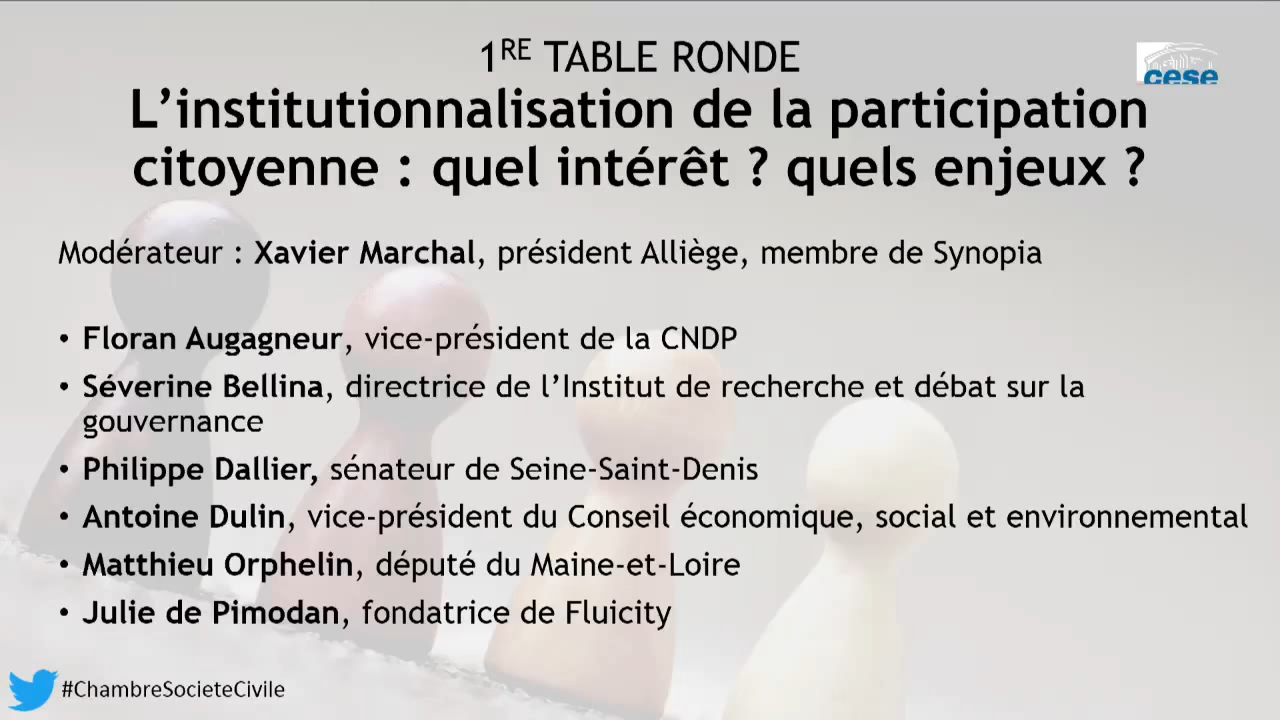 1RE TABLE RONDE
cese
L’institutionnalisation de la participation
citoyenne : quel intérêt ? quels enjeux ?
Modérateur : Xavier Marchal, président Alliège, membre de Synopia
• Floran Augagneur, vice-président de la CNDP
• Séverine Bellina, directrice de l’Institut de recherche et débat sur la
gouvernance
• Philippe Dallier, sénateur de Seine-Saint-Denis
• Antoine Dulin, vice-président du Conseil économique, social et environnemental
• Matthieu Orphelin, député du Maine-et-Loire
• Julie de Pimodan, fondatrice de Fluicity
#ChambreSocieteCivile